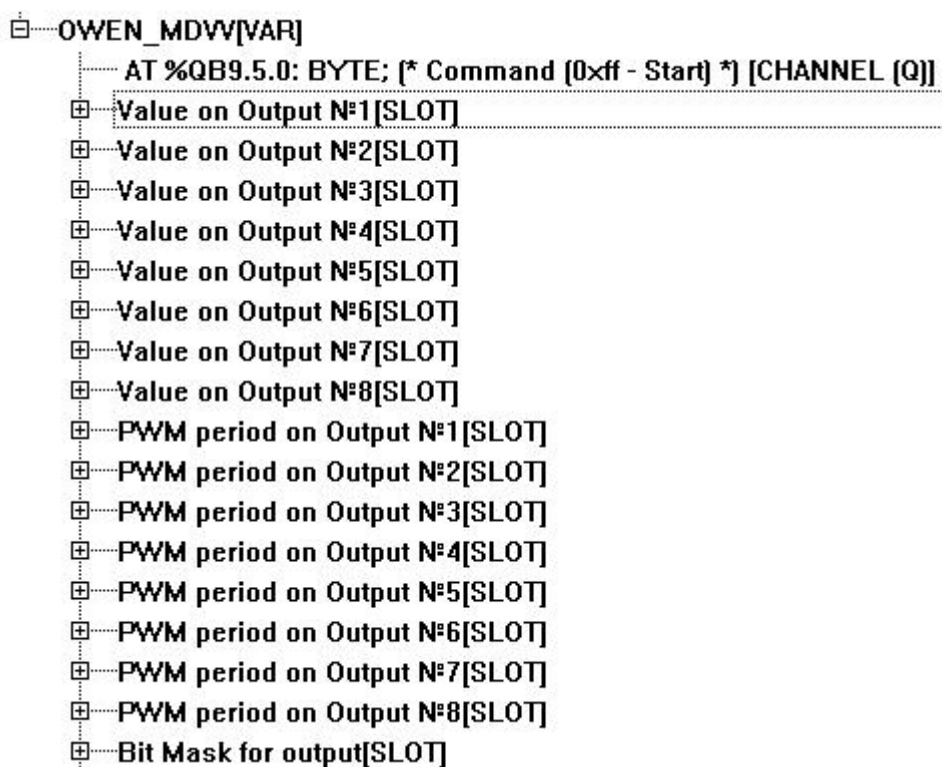 OWEN_MDVV[VAR]
AT %QB9.5.0: BYTE; (* Command (0xff - Start) *) [CHANNEL (Q)]
Value on Output №1[SLOT]
Value on Output №2[SLOT]
Value on Output №3[SLOT]
Value on Output №4[SLOT]
Value on Output №5[SLOT]
Value on Output №6[SLOT]
Value on Output №7[SLOT]
Value on Output №8[SLOT]
PWM period on Output №1[SLOT]
PWM period on Output №2[SLOT]
PWM period on Output №3[SLOT]
PWM period on Output №4[SLOT]
PWM period on Output №5[SLOT]
PWM period on Output №6[SLOT]
PWM period on Output №7[SLOT]
PWM period on Output №8[SLOT]
Bit Mask for output[SLOT]